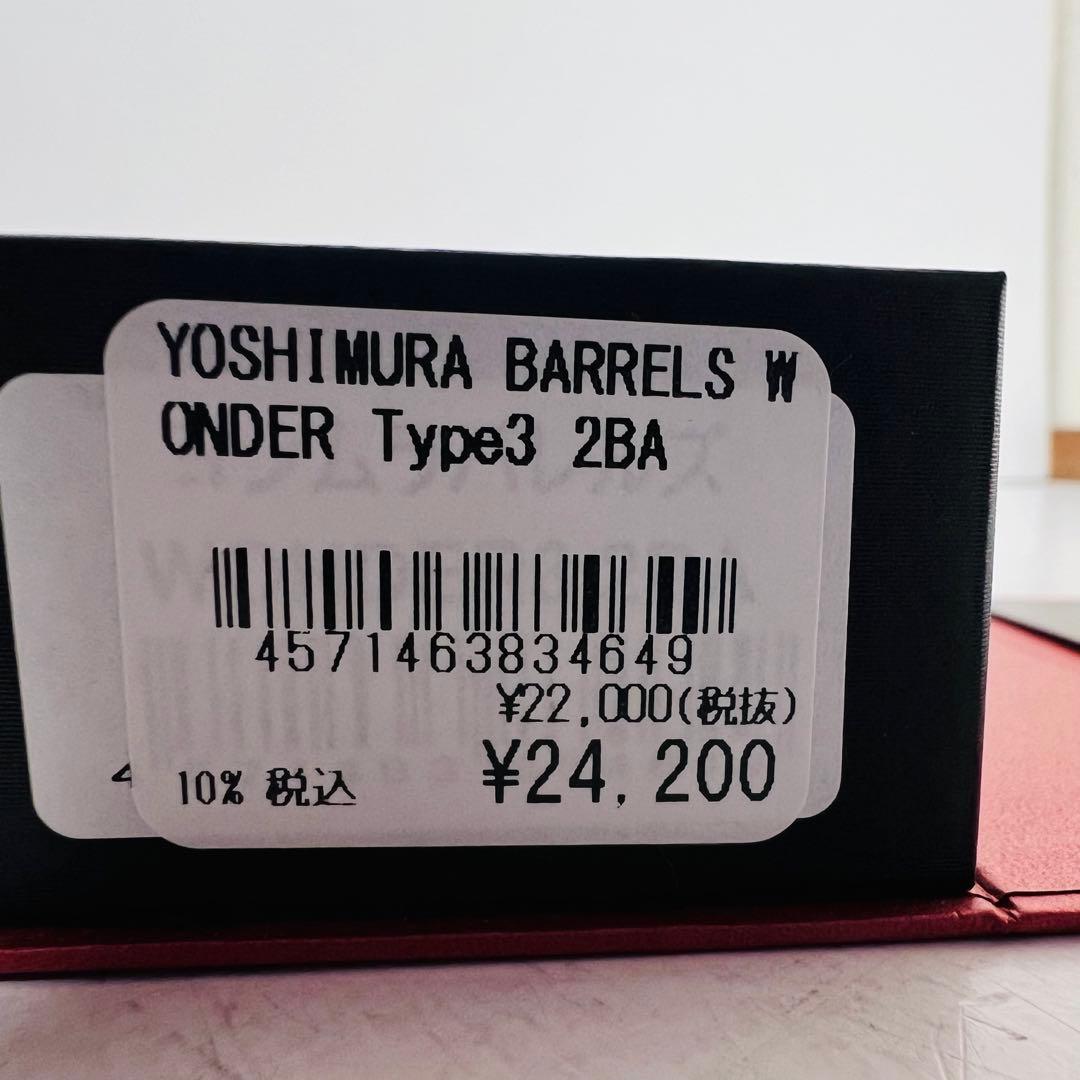 YOSHIMURA BARRELS W
ONDER Type3 2BA
4571463834649
¥22,000(税抜)
10% 税込 ¥24,200